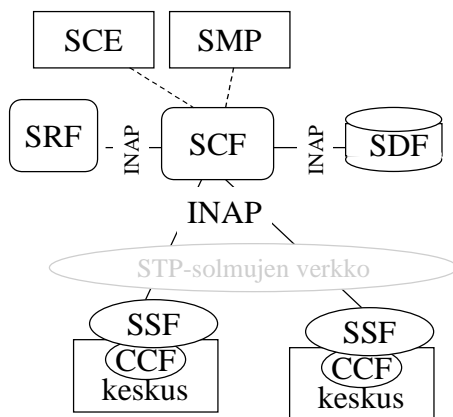 SCE
SMP
SRF
INAP
SCF
INAP
SDF
INAP
STP-solmujen verkko
SSF
CCF
keskus
SSF
CCF
keskus